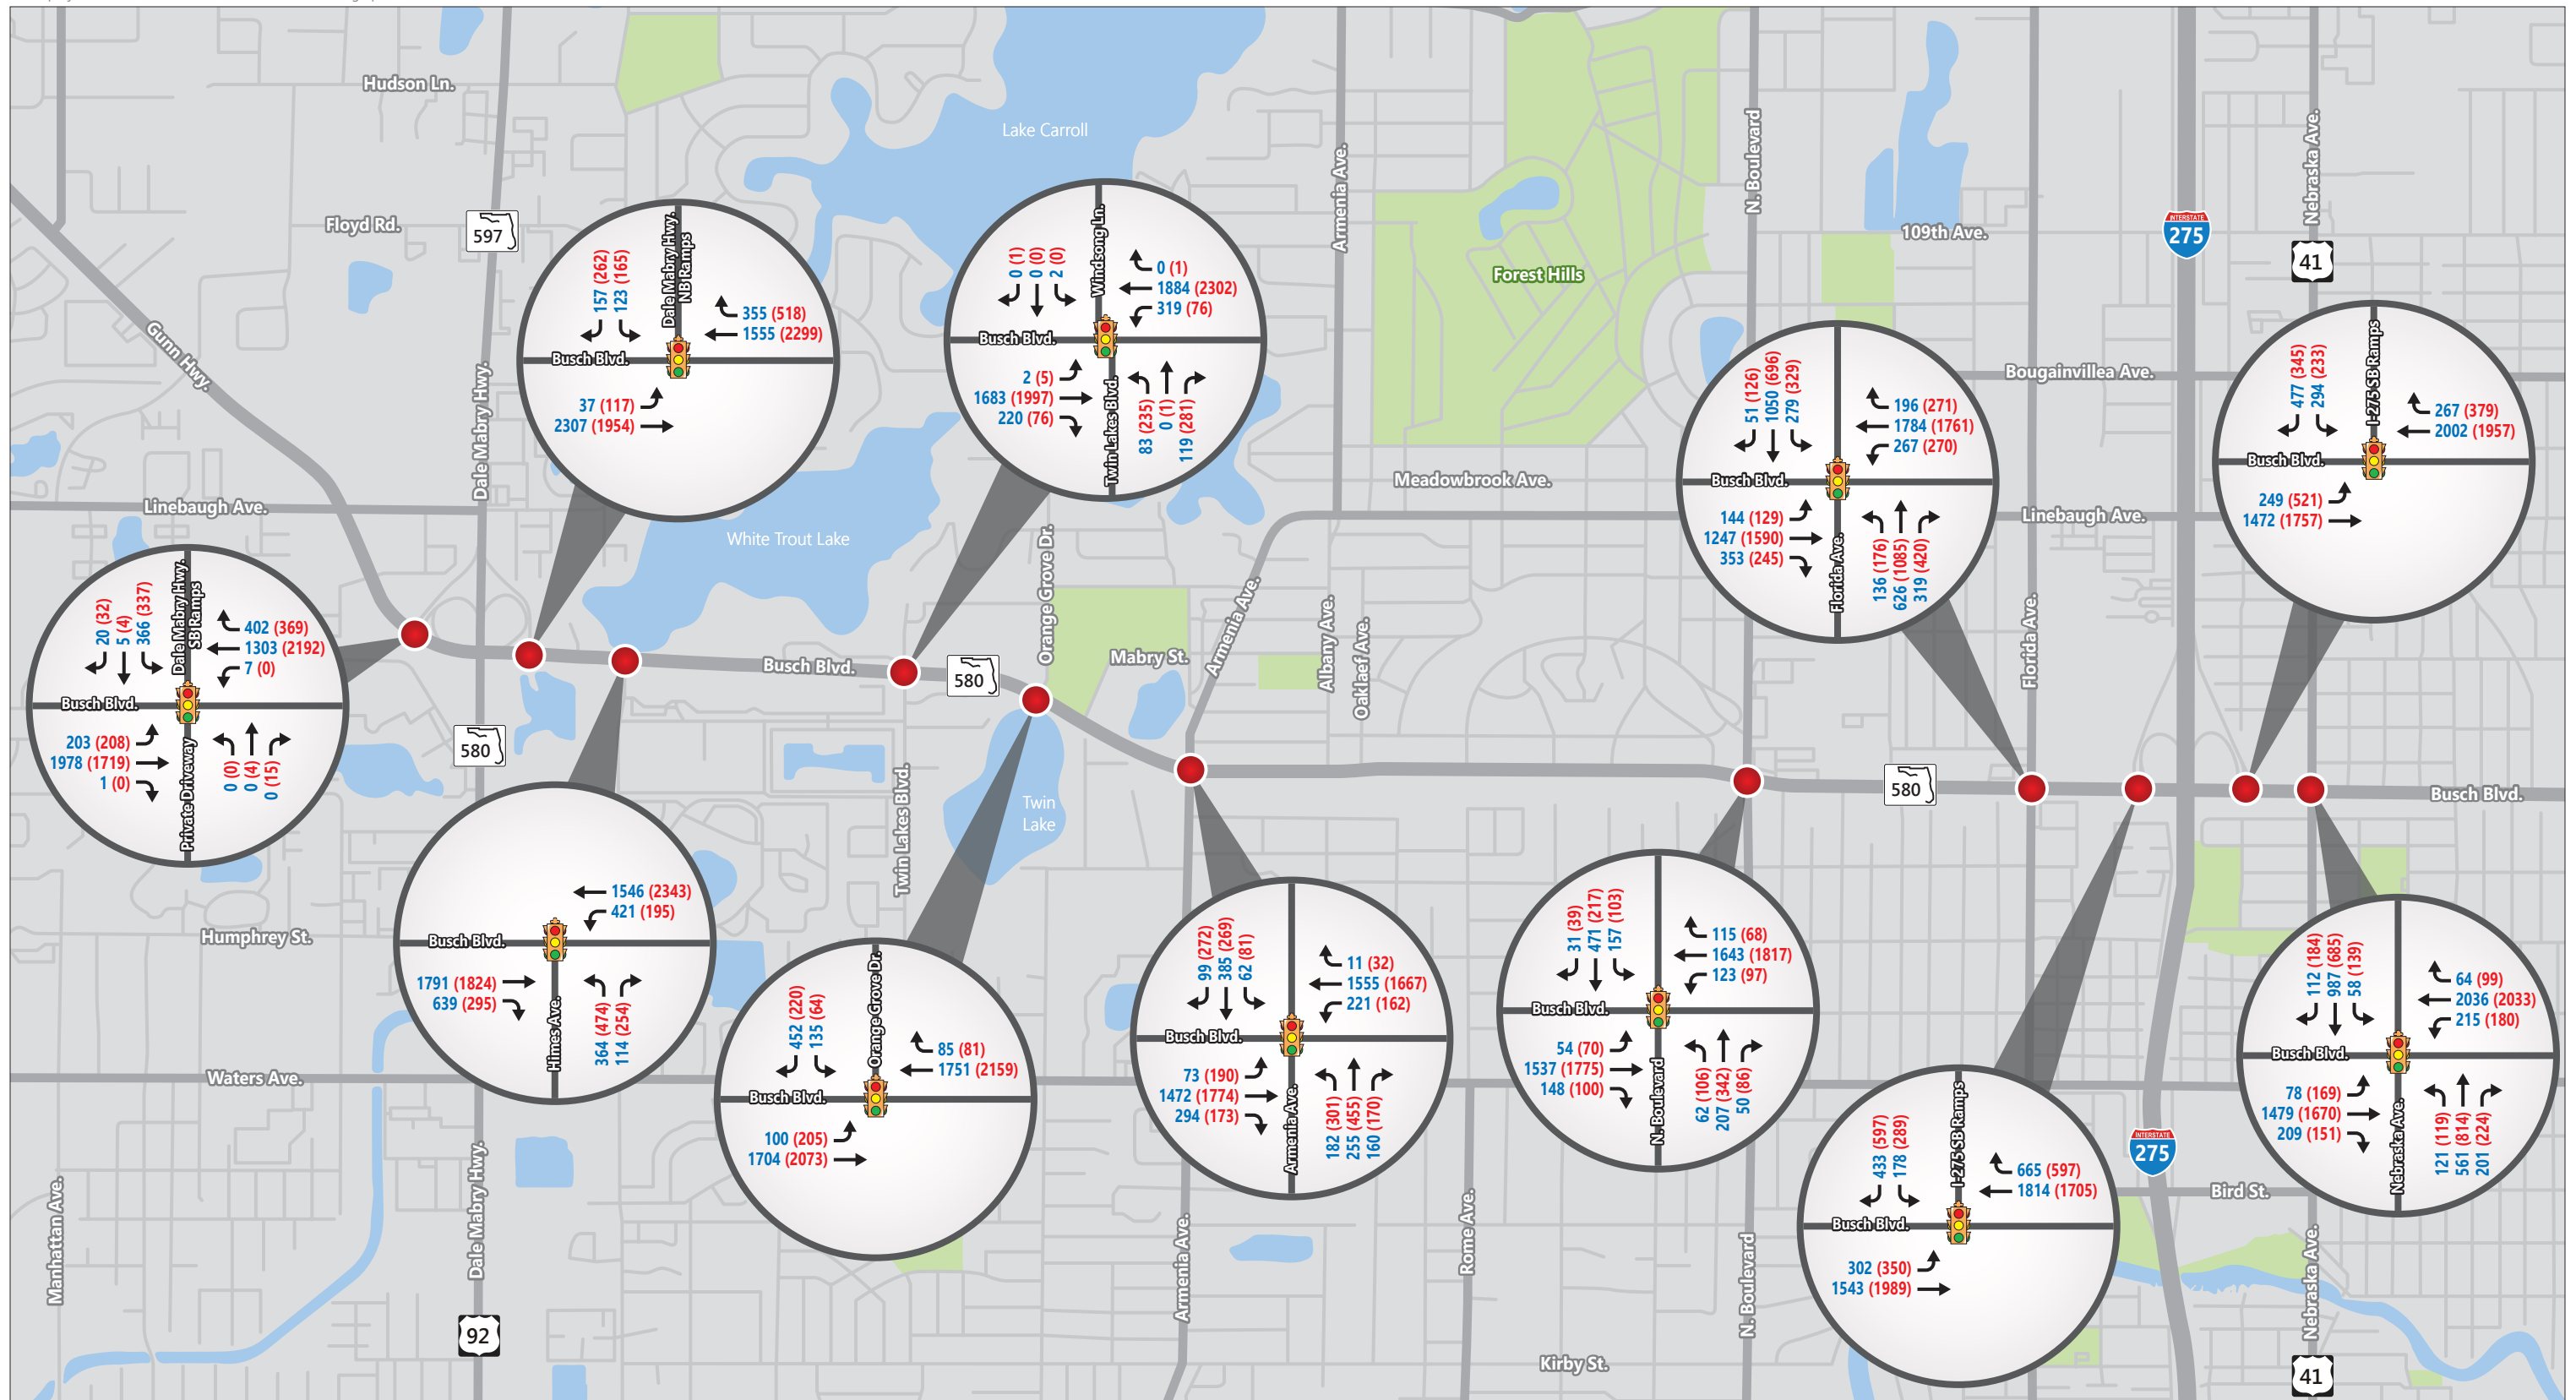 Hudson Ln.
Lake Carroll
Floyd Rd.
597
Gunn Hwy.
Dale Mabry Hwy.
Linebaugh Ave.
White Trout Lake
Armenia Ave.
Forest Hills
N. Boulevard
109th Ave.
INTERSTATE
275
Nebraska Ave.
41
Bougainvillea Ave.
Meadowbrook Ave.
Linebaugh Ave.
Orange Grove Dr.
Mabry St.
Armenia Ave.
Albany Ave.
Oaklaef Ave.
Florida Ave.
Busch Blvd.
580
580
580
Busch Blvd.
Twin
Lake
Twin Lakes Blvd.
Humphrey St.
Waters Ave.
Manhattan Ave.
Dale Mabry Hwy.
92
Armenia Ave.
Rome Ave.
N. Boulevard
Kirby St.
INTERSTATE
275
Bird St.
Nebraska Ave.
41
Dale Mabry Hwy.
SB Ramps
20 (32)
5 (4)
366 (337)
402 (369)
1303 (2192)
7 (0)
Busch Blvd.
203 (208)
1978 (1719)
1 (0)
Private Driveway
0 (0)
0 (4)
0 (15)
Dale Mabry Hwy.
NB Ramps
157 (262)
123 (165)
355 (518)
1555 (2299)
Busch Blvd.
37 (117)
2307 (1954)
1546 (2343)
421 (195)
Busch Blvd.
1791 (1824)
639 (295)
Himes Ave.
364 (474)
114 (254)
Windsong Ln.
0 (1)
0 (0)
2 (0)
0 (1)
1884 (2302)
319 (76)
Busch Blvd.
2 (5)
1683 (1997)
220 (76)
Twin Lakes Blvd.
83 (235)
0 (1)
119 (281)
Orange Grove Dr.
452 (220)
135 (64)
85 (81)
1751 (2159)
Busch Blvd.
100 (205)
1704 (2073)
99 (272)
385 (269)
62 (81)
11 (32)
1555 (1667)
221 (162)
Busch Blvd.
73 (190)
1472 (1774)
294 (173)
Armenia Ave.
182 (301)
255 (455)
160 (170)
31 (39)
471 (217)
157 (103)
115 (68)
1643 (1817)
123 (97)
Busch Blvd.
54 (70)
1537 (1775)
148 (100)
N. Boulevard
62 (106)
207 (342)
50 (86)
51 (126)
1050 (696)
279 (329)
196 (271)
1784 (1761)
267 (270)
Busch Blvd.
144 (129)
1247 (1590)
353 (245)
Florida Ave.
136 (176)
626 (1085)
319 (420)
I-275 SB Ramps
433 (597)
178 (289)
665 (597)
1814 (1705)
Busch Blvd.
302 (350)
1543 (1989)
I-275 SB Ramps
477 (345)
294 (233)
267 (379)
2002 (1957)
Busch Blvd.
249 (521)
1472 (1757)
112 (184)
987 (685)
58 (139)
64 (99)
2036 (2033)
215 (180)
Busch Blvd.
78 (169)
1479 (1670)
209 (151)
Nebraska Ave.
121 (119)
561 (814)
201 (224)